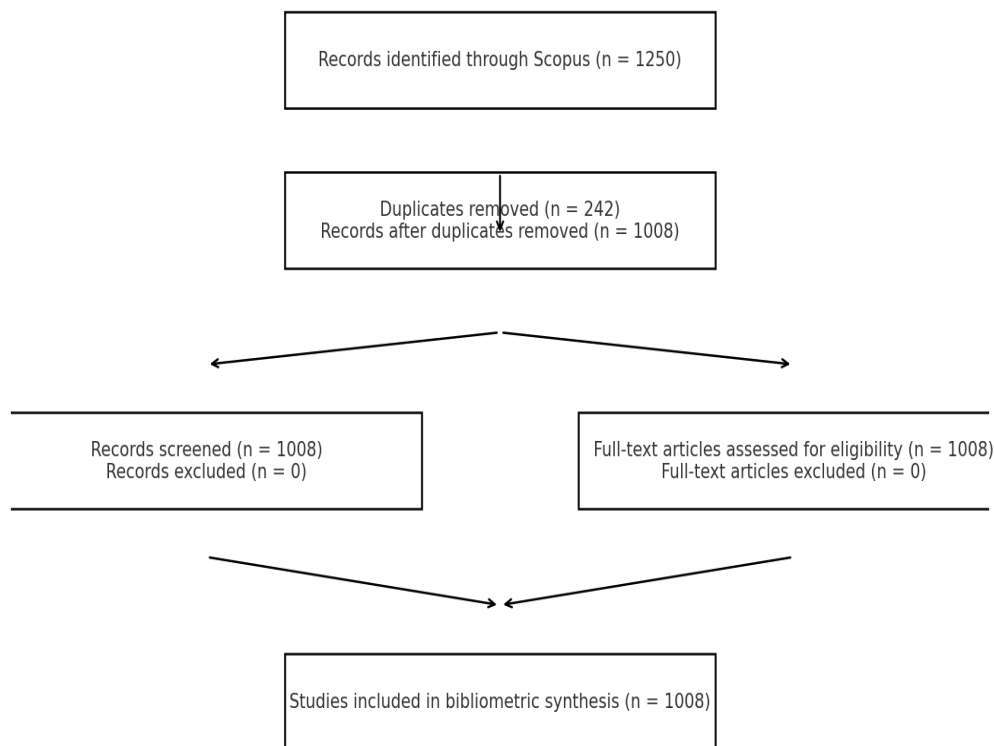 Records identified through Scopus (n = 1250)
Duplicates removed (n = 242)
Records after duplicates removed (n = 1008)
Records screened (n = 1008)
Records excluded (n = 0)
Full-text articles assessed for eligibility (n = 1008)
Full-text articles excluded (n = 0)
Studies included in bibliometric synthesis (n = 1008)